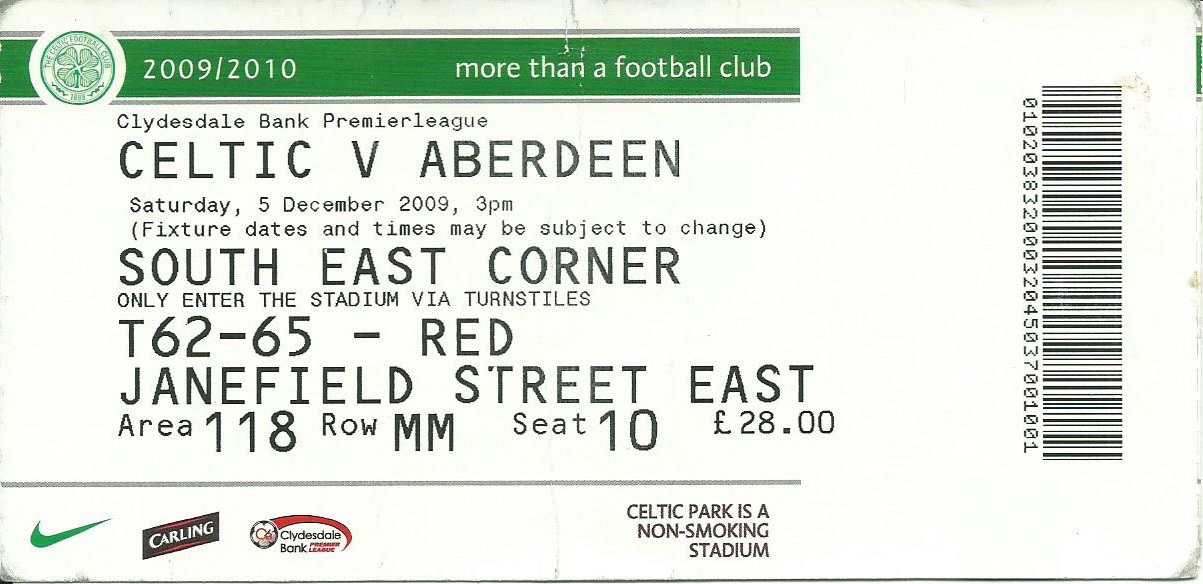 THE CELTIC FOOTBALL CLUB
1888
2009/2010
more than a football club
Clydesdale Bank Premierleague
CELTIC V ABERDEEN
Saturday, 5 December 2009, 3pm
(Fixture dates and times may be subject to change)
SOUTH EAST CORNER
ONLY ENTER THE STADIUM VIA TURNSTILES
T62-65 - RED
JANEFIELD STREET EAST
Area 118 Row MM Seat 10 £28.00
CARLING
Clydesdale
Bank PREMIER
LEAGUE
CELTIC PARK IS A
NON-SMOKING
STADIUM